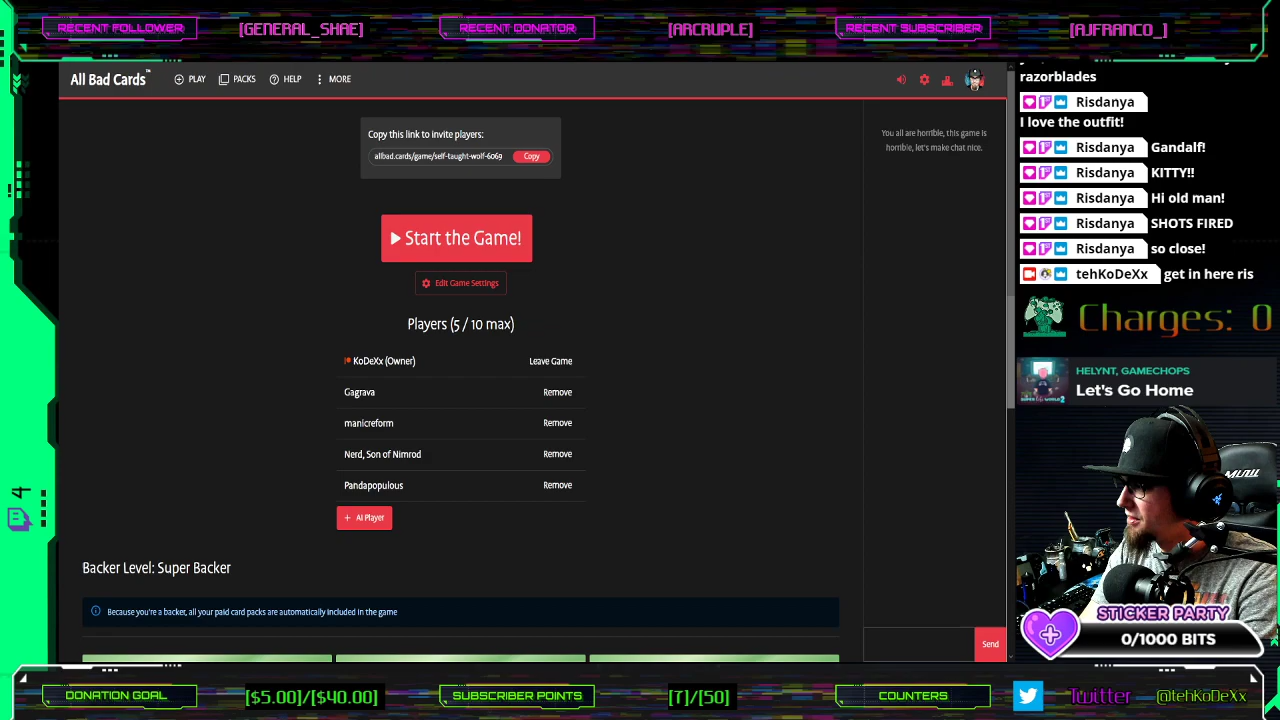 RECENT FOLLOWER
[GENERAL_SHAE]
RECENT DONATOR
[ARCRUPLE]
RECENT SUBSCRIBER
[AJFRANCO_]
All Bad Cards™
PLAY
PACKS
HELP
MORE
Copy this link to invite players:
allbad.cards/game/self-taught-wolf-6069
Copy
Start the Game!
Edit Game Settings
Players (5 / 10 max)
KoDeXx (Owner) Leave Game
Gagrava Remove
manicreform Remove
Nerd, Son of Nimrod Remove
Pandapopulous Remove
+ AI Player
Backer Level: Super Backer
Because you're a backer, all your paid card packs are automatically included in the game
You all are horrible, this game is
horrible, let's make chat nice.
Send
razorblades
Risdanya
I love the outfit!
Risdanya Gandalf!
Risdanya KITTY!!
Risdanya Hi old man!
Risdanya SHOTS FIRED
Risdanya so close!
tehKoDeXx get in here ris
Charges: 0
HELYNT, GAMECHOPS
Let's Go Home
STICKER PARTY
0/1000 BITS
4
DONATION GOAL
[$5.00]/[$40.00]
SUBSCRIBER POINTS
[7]/[50]
COUNTERS
Twitter
@tehKoDeXx